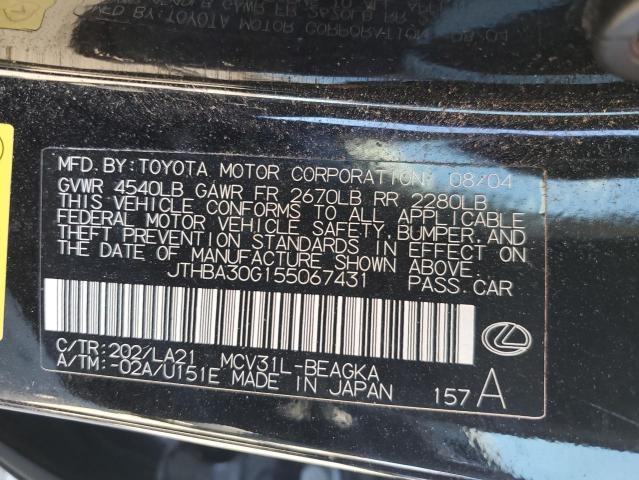 MFD.BY:TOYOTA MOTOR CORPORATION 08/04
GVWR 4540LB GAWR FR 2670LB RR 2280LB
THIS VEHICLE CONFORMS TO ALL APPLICABLE
FEDERAL MOTOR VEHICLE SAFETY,BUMPER,AND
THEFT PREVENTION STANDARDS IN EFFECT ON
THE DATE OF MANUFACTURE SHOWN ABOVE.
JTHBA30G155067431 PASS.CAR
C/TR:202/LA21 MCV31L-BEAGKA
A/TM:-02A/U151E MADE IN JAPAN 157A